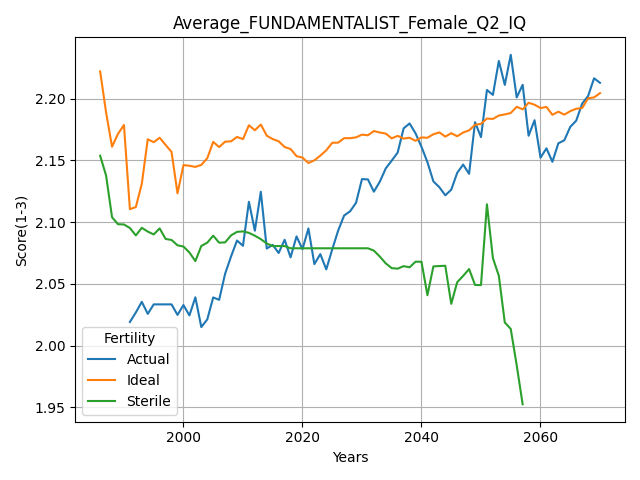 Average_FUNDAMENTALIST_Female_Q2_IQ
Score(1-3)
2.20
2.15
2.10
2.05
2.00
1.95
Fertility
Actual
Ideal
Sterile
2000
2020
2040
2060
Years